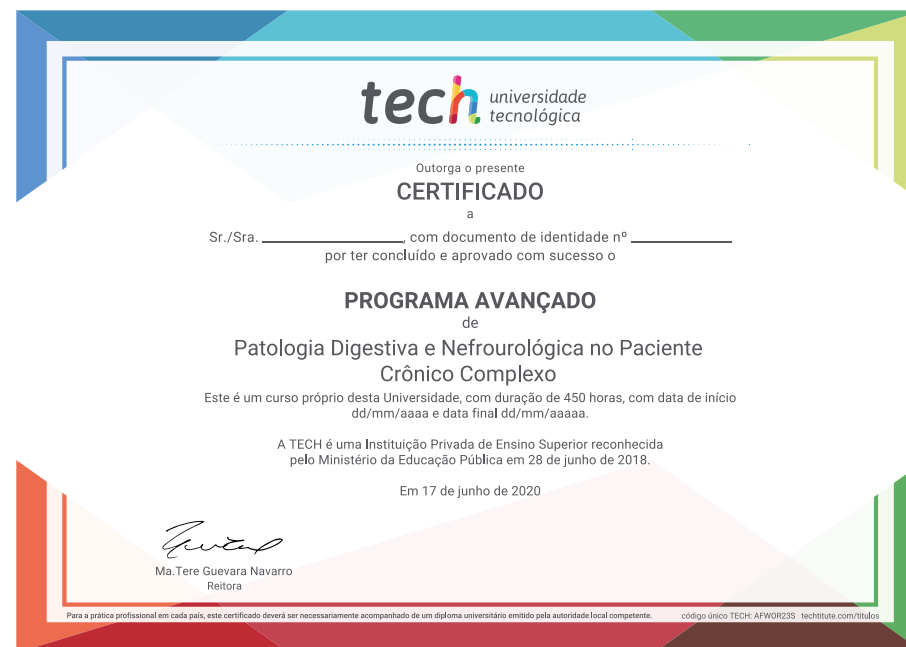 tech universidade
tecnológica
Outorga o presente
CERTIFICADO
a
Sr./Sra. ____________________, com documento de identidade nº ______________
por ter concluído e aprovado com sucesso o
PROGRAMA AVANÇADO
de
Patologia Digestiva e Nefrourológica no Paciente
Crônico Complexo
Este é um curso próprio desta Universidade, com duração de 450 horas, com data de início
dd/mm/aaaa e data final dd/mm/aaaaa.
A TECH é uma Instituição Privada de Ensino Superior reconhecida
pelo Ministério da Educação Pública em 28 de junho de 2018.
Em 17 de junho de 2020
Ma.Tere Guevara Navarro
Reitora
Para a prática profissional em cada país, este certificado deverá ser necessariamente acompanhado de um diploma universitário emitido pela autoridade local competente. código único TECH: AFWOR23S techtitute.com/titulos